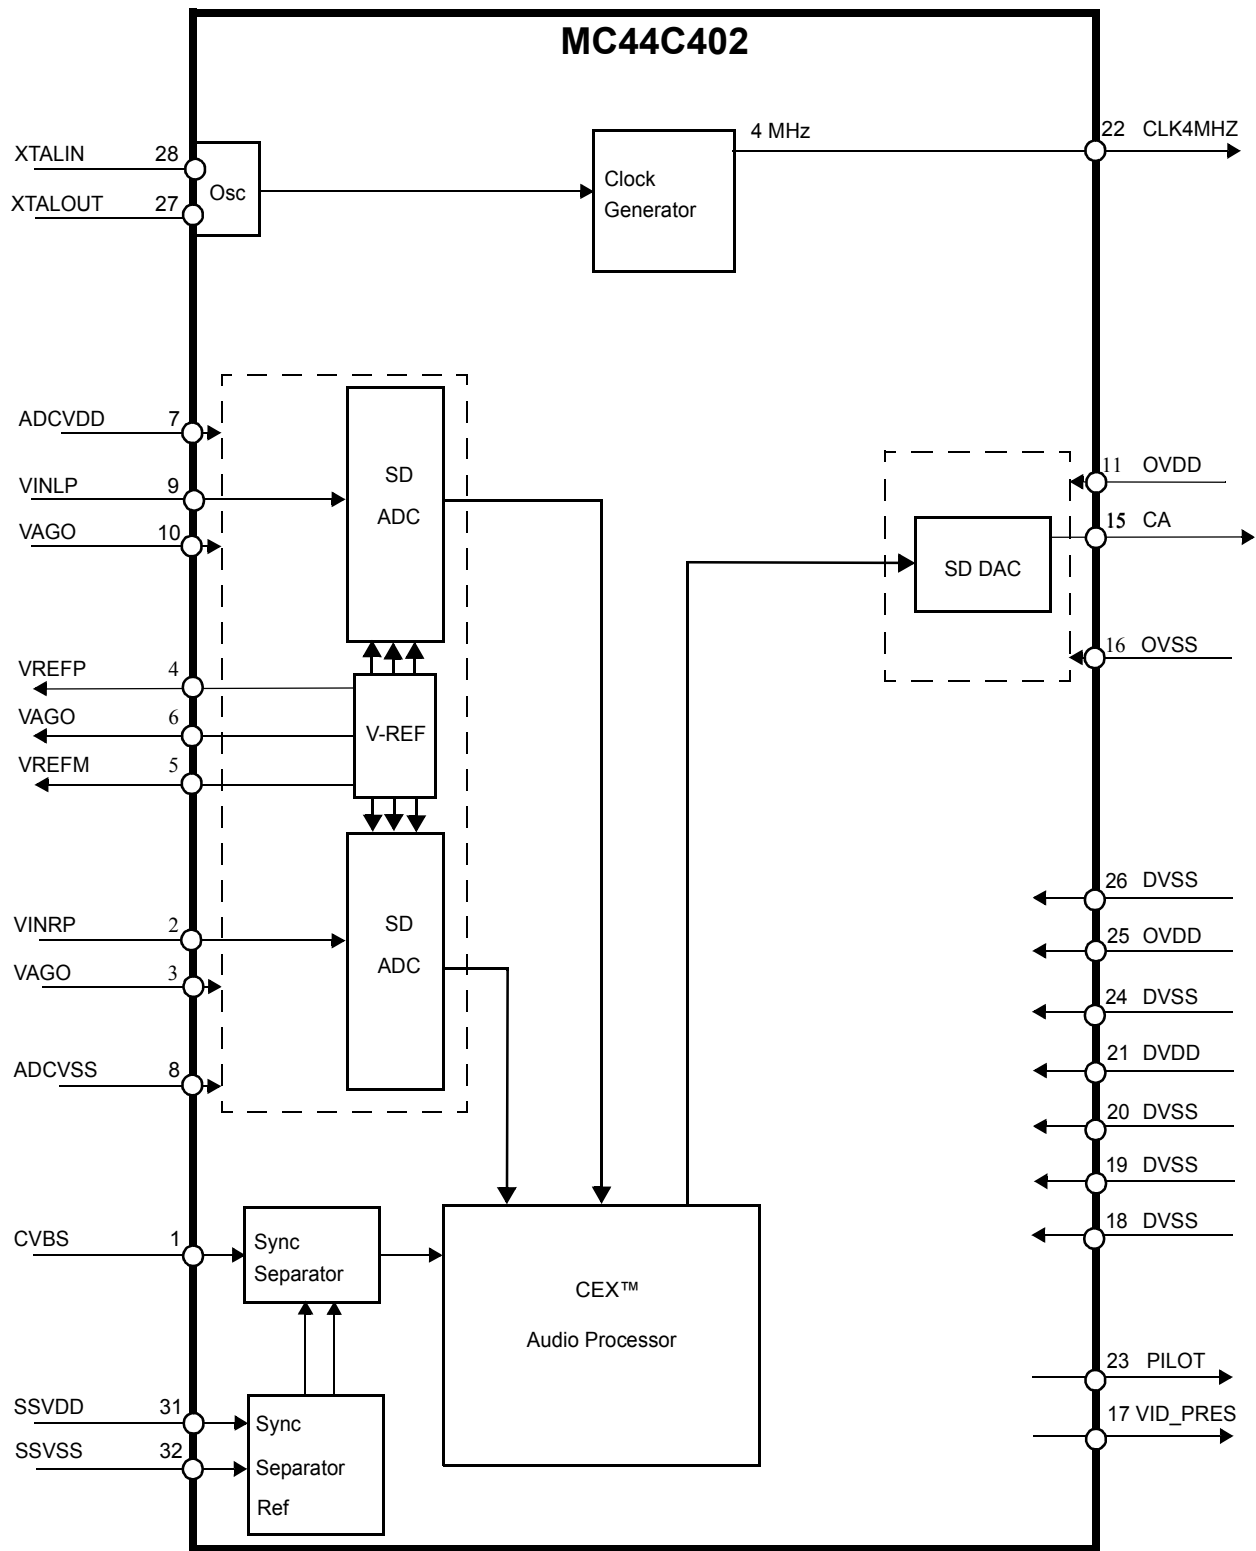 MC44C402
XTALIN 28
XTALOUT 27
Osc
Clock
Generator
4 MHz
22 CLK4MHZ
ADCVDD 7
VINLP 9
VAGO 10
SD
ADC
VREFP 4
VAGO 6
VREFM 5
V-REF
SD
ADC
VINRP 2
VAGO 3
ADCVSS 8
11 OVDD
15 CA
SD DAC
16 OVSS
26 DVSS
25 OVDD
24 DVSS
21 DVDD
20 DVSS
19 DVSS
18 DVSS
CVBS 1
Sync
Separator
CEX™
Audio Processor
SSVDD 31
SSVSS 32
Sync
Separator
Ref
23 PILOT
17 VID_PRES